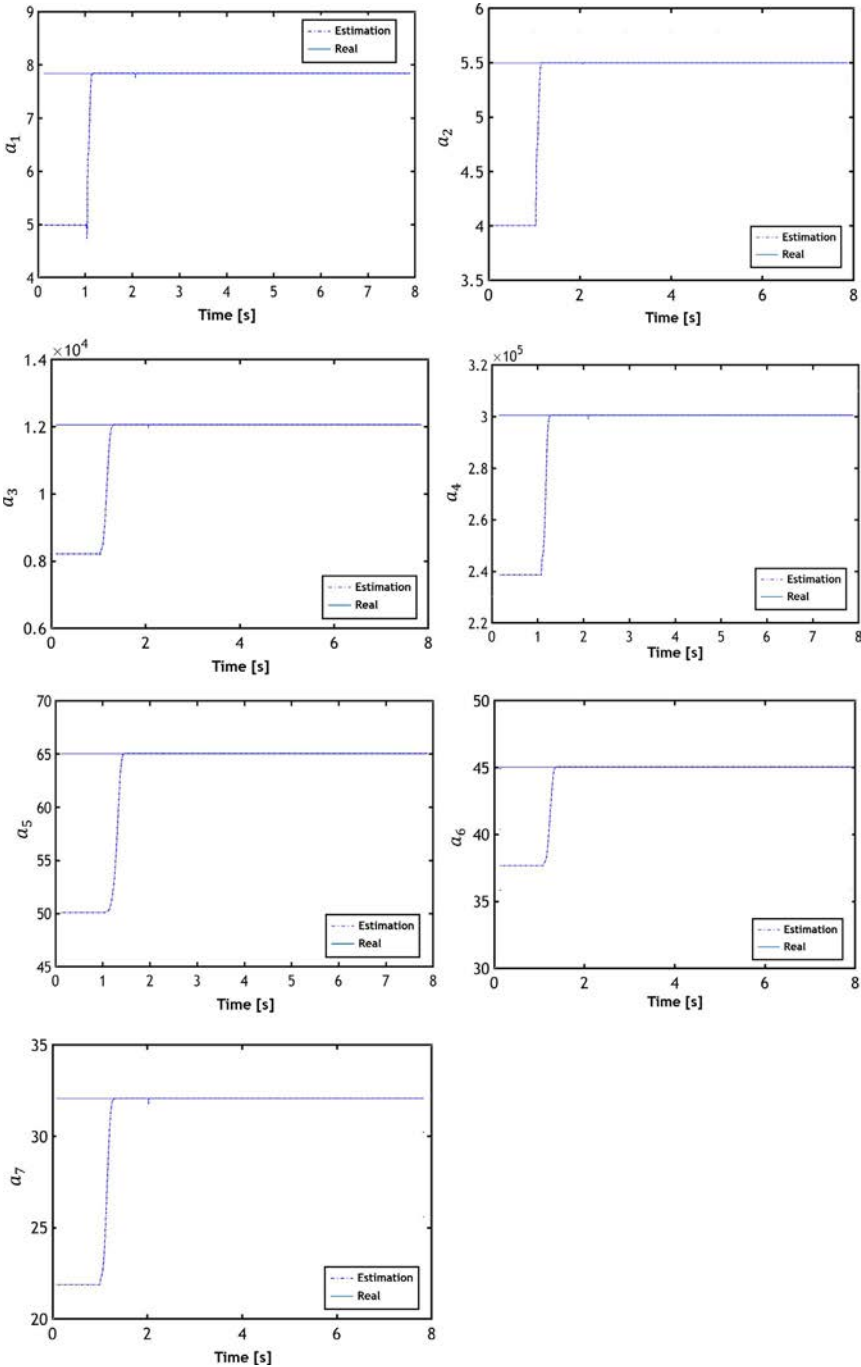 9
8
7
6
5
4
a1
0 1 2 3 4 5 6 7 8
Time [s]
Estimation
Real
6
5.5
5
4.5
4
3.5
a2
0 2 4 6 8
Time [s]
Estimation
Real
×10⁴
1.4
1.2
1
0.8
0.6
a3
0 2 4 6 8
Time [s]
Estimation
Real
×10⁵
3.2
3
2.8
2.6
2.4
2.2
a4
0 1 2 3 4 5 6 7 8
Time [s]
Estimation
Real
70
65
60
55
50
45
a5
0 1 2 3 4 5 6 7 8
Time [s]
Estimation
Real
50
45
40
35
30
a6
0 2 4 6 8
Time [s]
Estimation
Real
35
30
25
20
a7
0 2 4 6 8
Time [s]
Estimation
Real